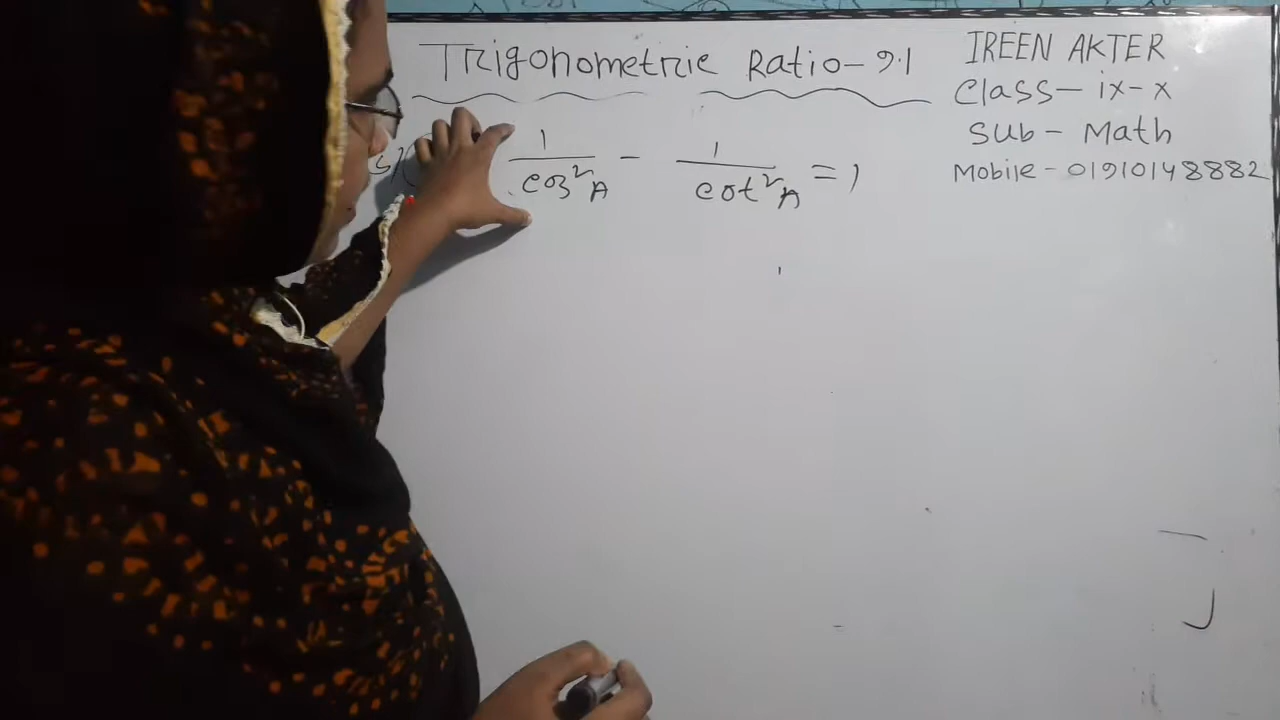 Trigonometric Ratio - 9.1
1/cos²A - 1/cot²A = 1
IREEN AKTER
Class - ix - x
Sub - Math
Mobile - 01910148882